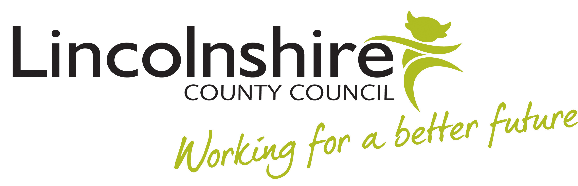 Lincolnshire
COUNTY COUNCIL
Working for a better future